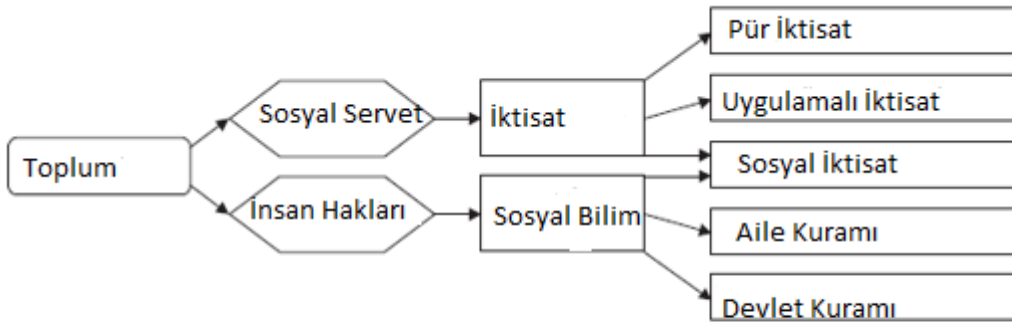 Toplum
Sosyal Servet
İnsan Hakları
İktisat
Sosyal Bilim
Pür İktisat
Uygulamalı İktisat
Sosyal İktisat
Aile Kuramı
Devlet Kuramı